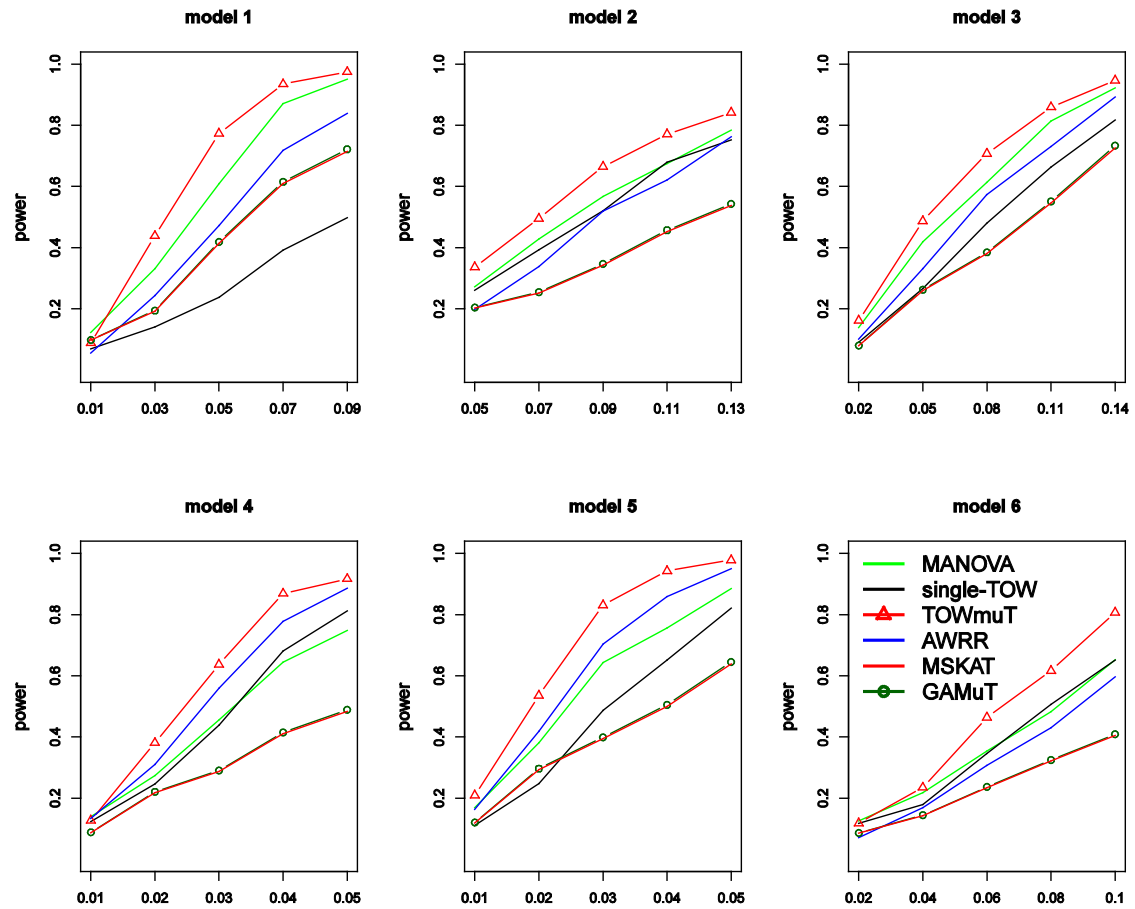 model 1
model 2
model 3
power
1.0
0.8
0.6
0.4
0.2
0.01 0.03 0.05 0.07 0.09
power
1.0
0.8
0.6
0.4
0.2
0.05 0.07 0.09 0.11 0.13
power
1.0
0.8
0.6
0.4
0.2
0.02 0.05 0.08 0.11 0.14
model 4
model 5
model 6
power
1.0
0.8
0.6
0.4
0.2
0.01 0.02 0.03 0.04 0.05
power
1.0
0.8
0.6
0.4
0.2
0.01 0.02 0.03 0.04 0.05
power
1.0
0.8
0.6
0.4
0.2
MANOVA
single-TOW
TOWmuT
AWRR
MSKAT
GAMuT
0.02 0.04 0.06 0.08 0.1